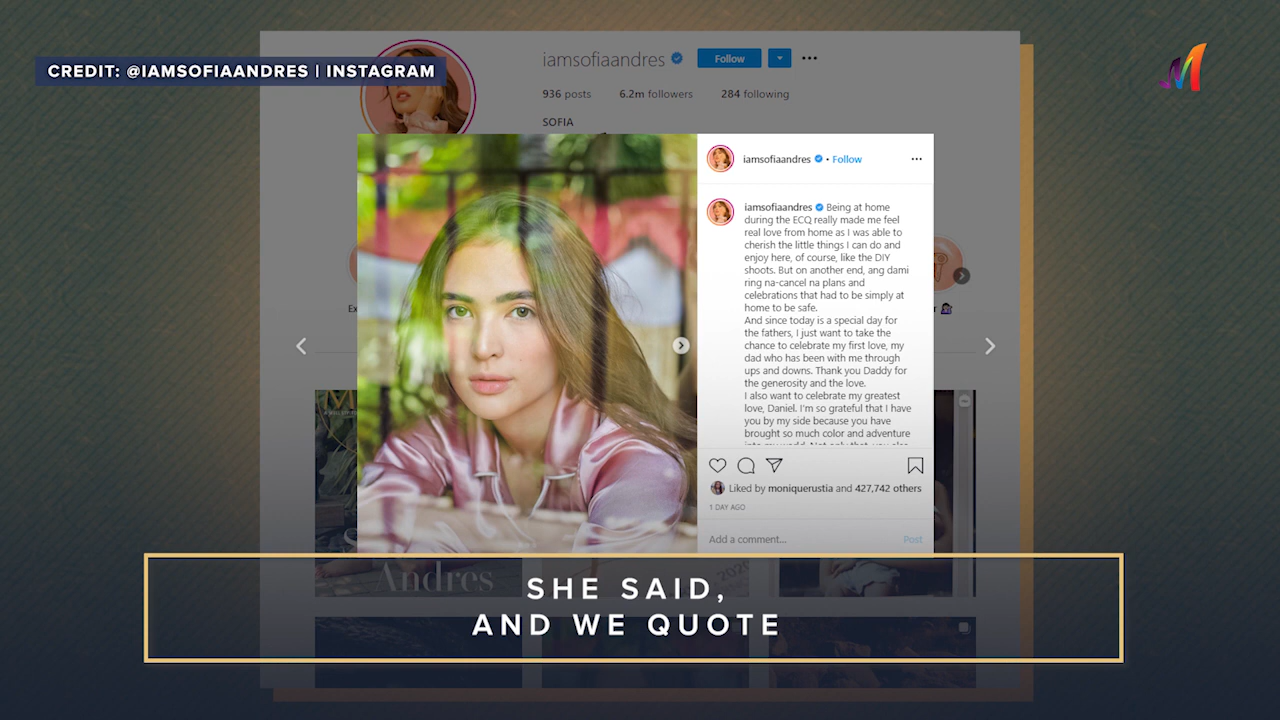 CREDIT: @IAMSOFIAANDRES | INSTAGRAM
M
iamsofiaandres Follow
936 posts 6.2m followers 284 following
SOFIA
iamsofiaandres • Follow
iamsofiaandres Being at home
during the ECQ really made me feel
real love from home as I was able to
cherish the little things I can do and
enjoy here, of course, like the DIY
shoots. But on another end, ang dami
ring na-cancel na plans and
celebrations that had to be simply at
home to be safe.
And since today is a special day for
the fathers, I just want to take the
chance to celebrate my first love, my
dad who has been with me through
ups and downs. Thank you Daddy for
the generosity and the love.
I also want to celebrate my greatest
love, Daniel. I'm so grateful that I have
you by my side because you have
brought so much color and adventure
Liked by moniquerustia and 427,742 others
1 DAY AGO
Add a comment... Post
Andres
SHE SAID,
AND WE QUOTE